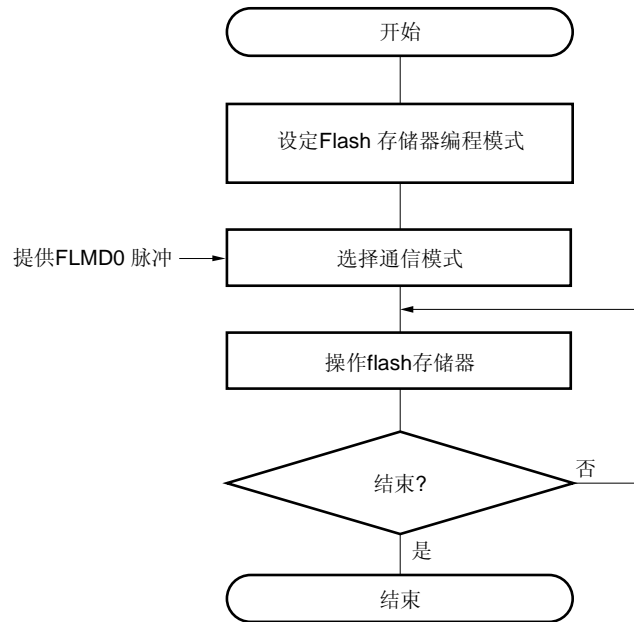 开始
设定Flash 存储器编程模式
提供FLMD0 脉冲
选择通信模式
操作flash存储器
结束?
否
是
结束